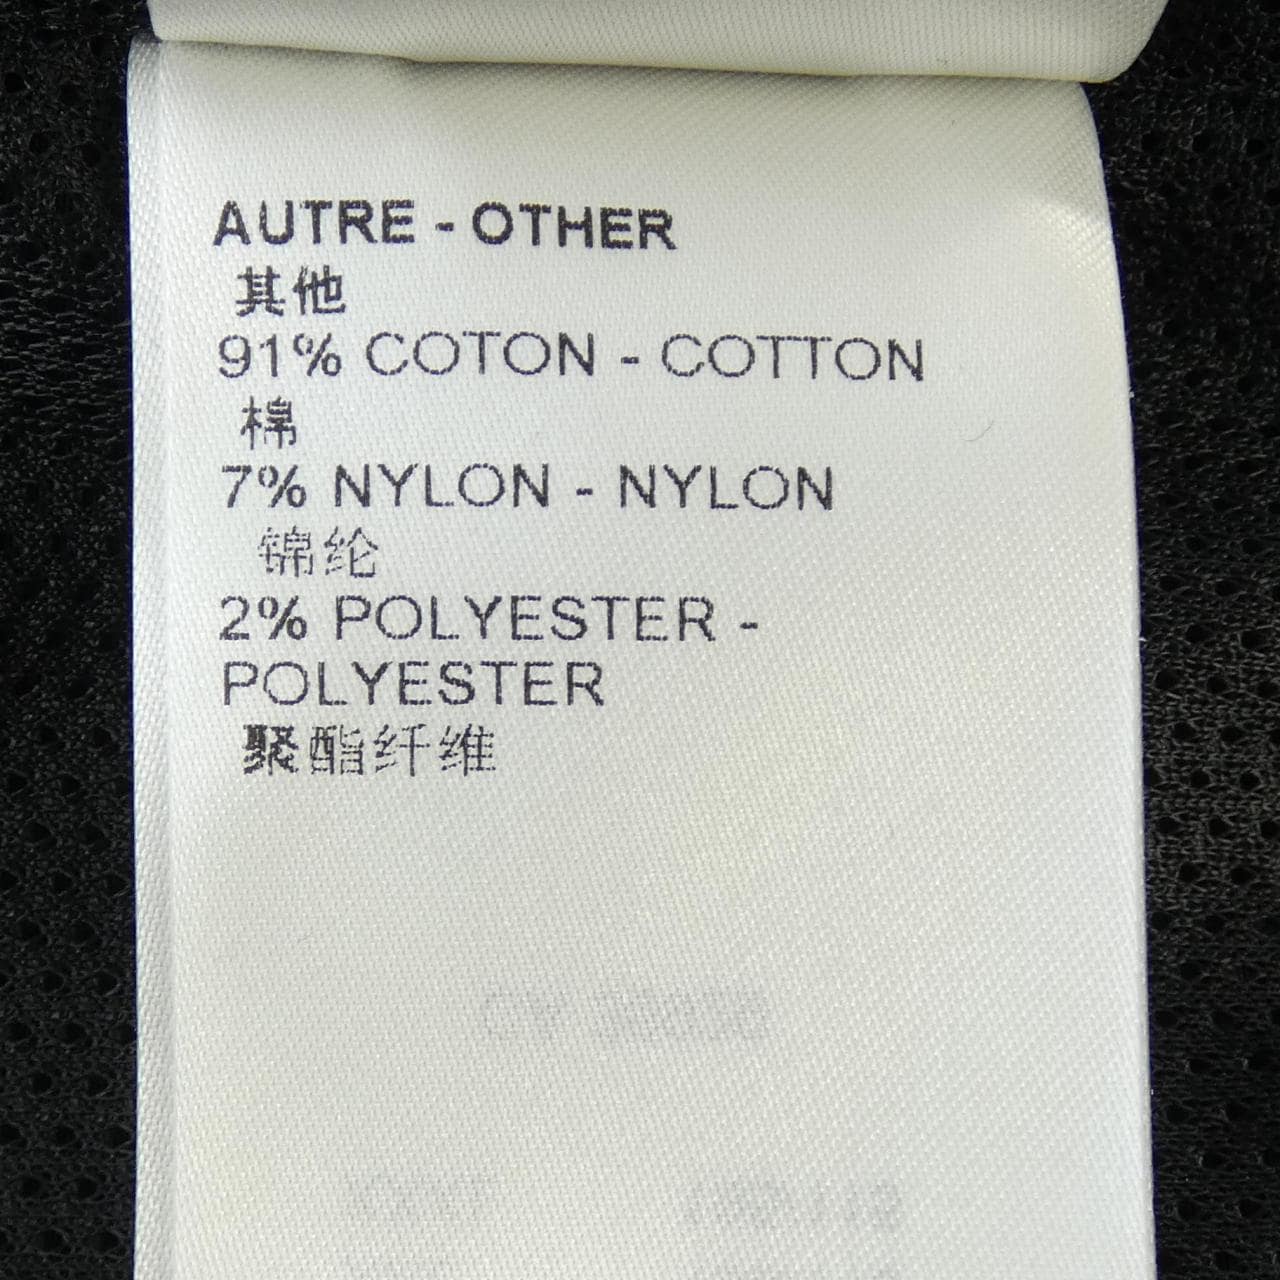 AUTRE - OTHER
其他
91% COTON - COTTON
棉
7% NYLON - NYLON
锦纶
2% POLYESTER -
POLYESTER
聚酯纤维